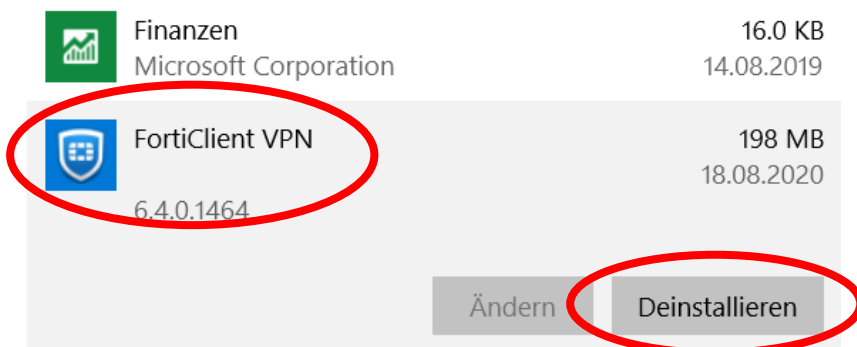 Finanzen 16.0 KB
Microsoft Corporation 14.08.2019
FortiClient VPN 198 MB
18.08.2020
6.4.0.1464
Ändern Deinstallieren